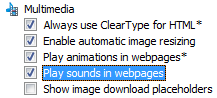 Multimedia
Always use ClearType for HTML*
Enable automatic image resizing
Play animations in webpages*
Play sounds in webpages
Show image download placeholders